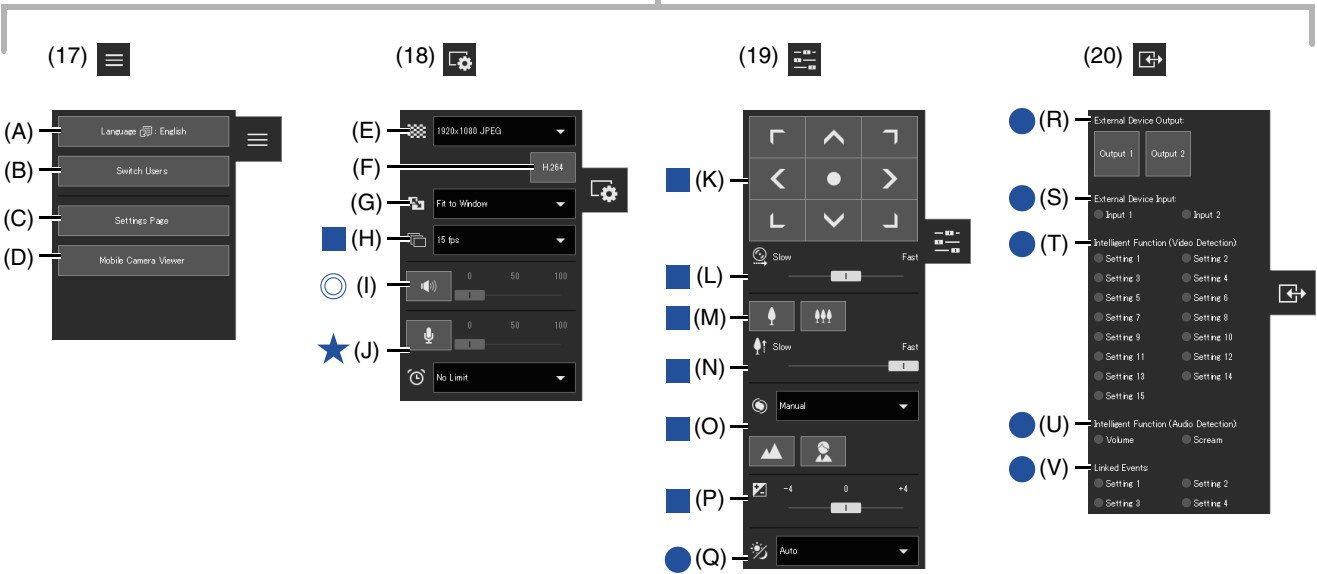 (17)
(A)
Language : English
(B)
Switch Users
(C)
Settings Page
(D)
Mobile Camera Viewer
(18)
(E)
1920x1080 JPEG
(F)
H.264
(G)
Fit to Window
(H)
15 fps
(I)
0 50 100
(J)
0 50 100
No Limit
(19)
(K)
Slow Fast
(L)
(M)
Slow Fast
(N)
Manual
(O)
(P)
-4 0 +4
(Q)
Auto
(20)
(R)
External Device Output:
Output 1 Output 2
(S)
External Device Input:
Input 1 Input 2
(T)
Intelligent Function (Video Detection)
Setting 1 Setting 2
Setting 3 Setting 4
Setting 5 Setting 6
Setting 7 Setting 8
Setting 9 Setting 10
Setting 11 Setting 12
Setting 13 Setting 14
Setting 15
(U)
Intelligent Function (Audio Detection)
Volume Scream
(V)
Linked Events
Setting 1 Setting 2
Setting 3 Setting 4